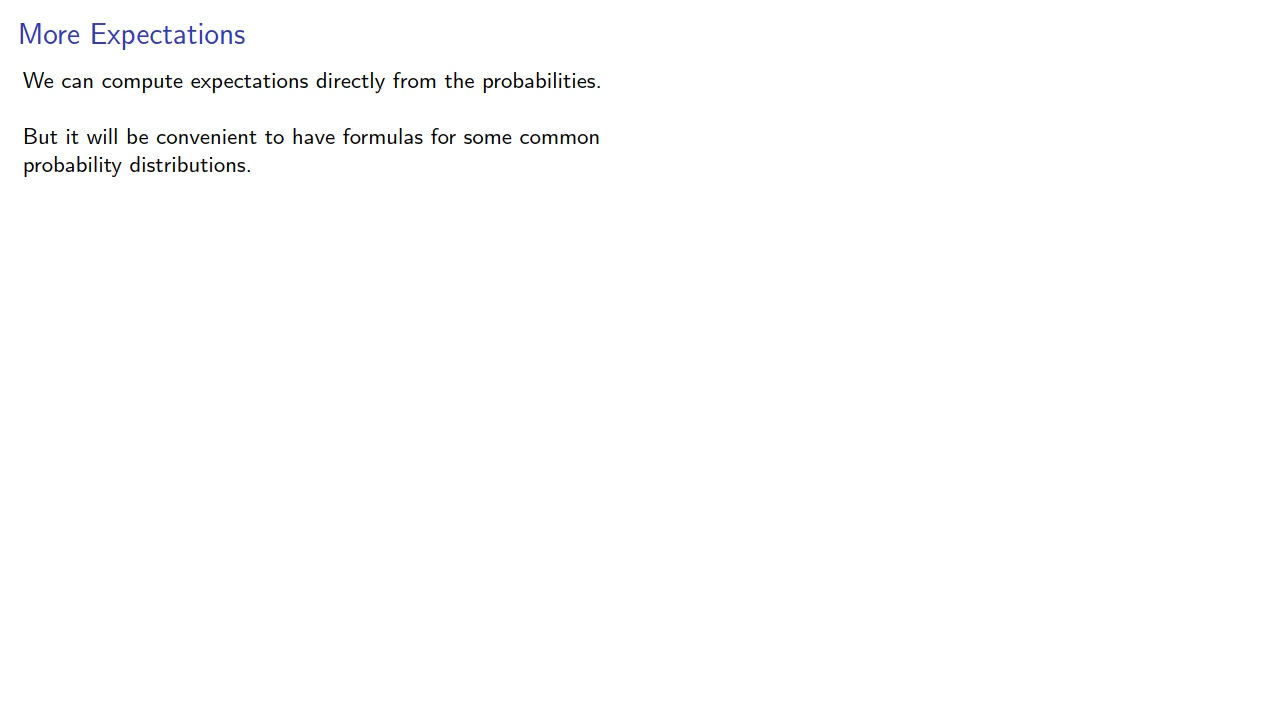 More Expectations
We can compute expectations directly from the probabilities.
But it will be convenient to have formulas for some common
probability distributions.